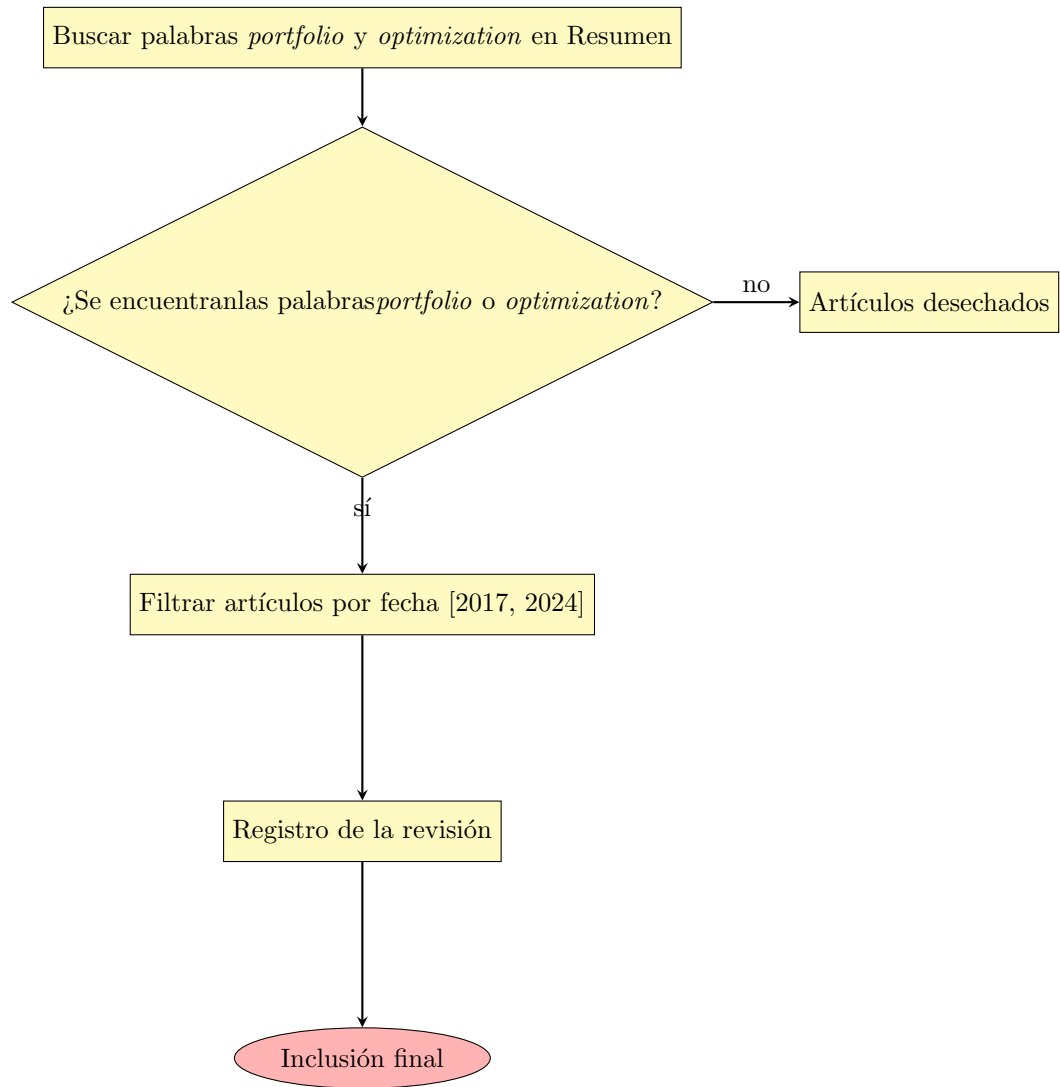 Buscar palabras portfolio y optimization en Resumen
¿Se encuentranlas palabrasportfolio o optimization?
no
Artículos desechados
sí
Filtrar artículos por fecha [2017, 2024]
Registro de la revisión
Inclusión final